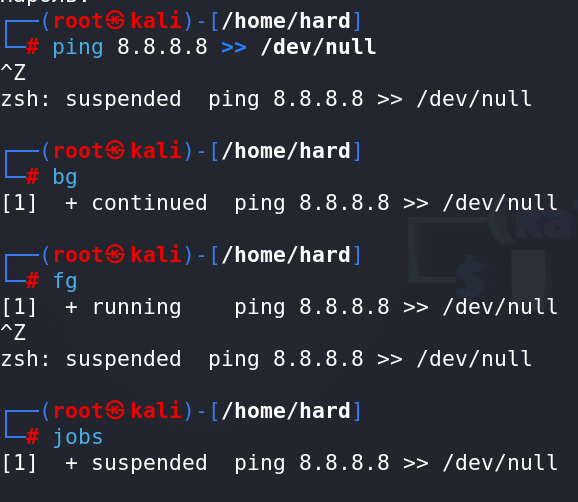 ┌──(root㉿kali)-[/home/hard]
└─# ping 8.8.8.8 >> /dev/null
^Z
zsh: suspended  ping 8.8.8.8 >> /dev/null
┌──(root㉿kali)-[/home/hard]
└─# bg
[1]  + continued  ping 8.8.8.8 >> /dev/null
┌──(root㉿kali)-[/home/hard]
└─# fg
[1]  + running    ping 8.8.8.8 >> /dev/null
^Z
zsh: suspended  ping 8.8.8.8 >> /dev/null
┌──(root㉿kali)-[/home/hard]
└─# jobs
[1]  + suspended  ping 8.8.8.8 >> /dev/null